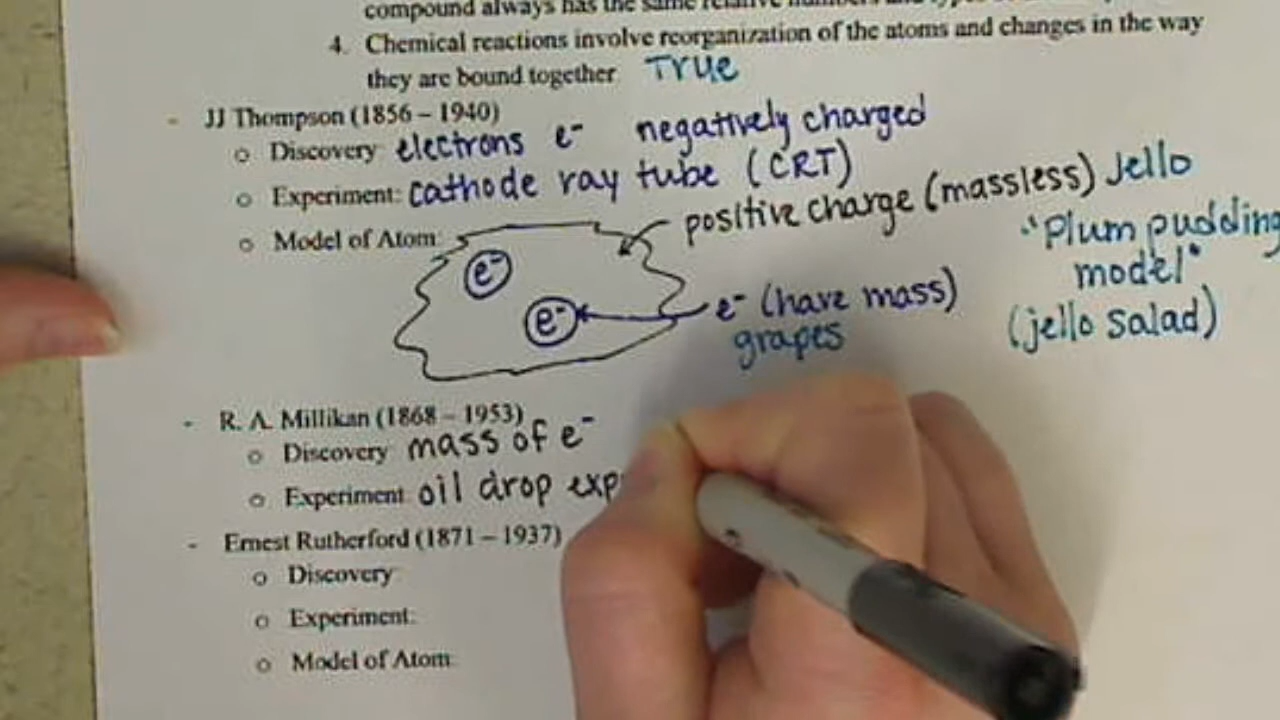 compound always has the same relative numbers and types of
4. Chemical reactions involve reorganization of the atoms and changes in the way
they are bound together TRUE
- JJ Thompson (1856 – 1940)
o Discovery: electrons e⁻ negatively charged
o Experiment: cathode ray tube (CRT)
positive charge (massless) Jello
o Model of Atom:
e⁻
e⁻
e⁻ (have mass)
grapes
"Plum pudding
model"
(jello salad)
- R. A. Millikan (1868 – 1953)
o Discovery: mass of e⁻
o Experiment: oil drop exp
- Ernest Rutherford (1871 – 1937)
o Discovery:
o Experiment:
o Model of Atom: